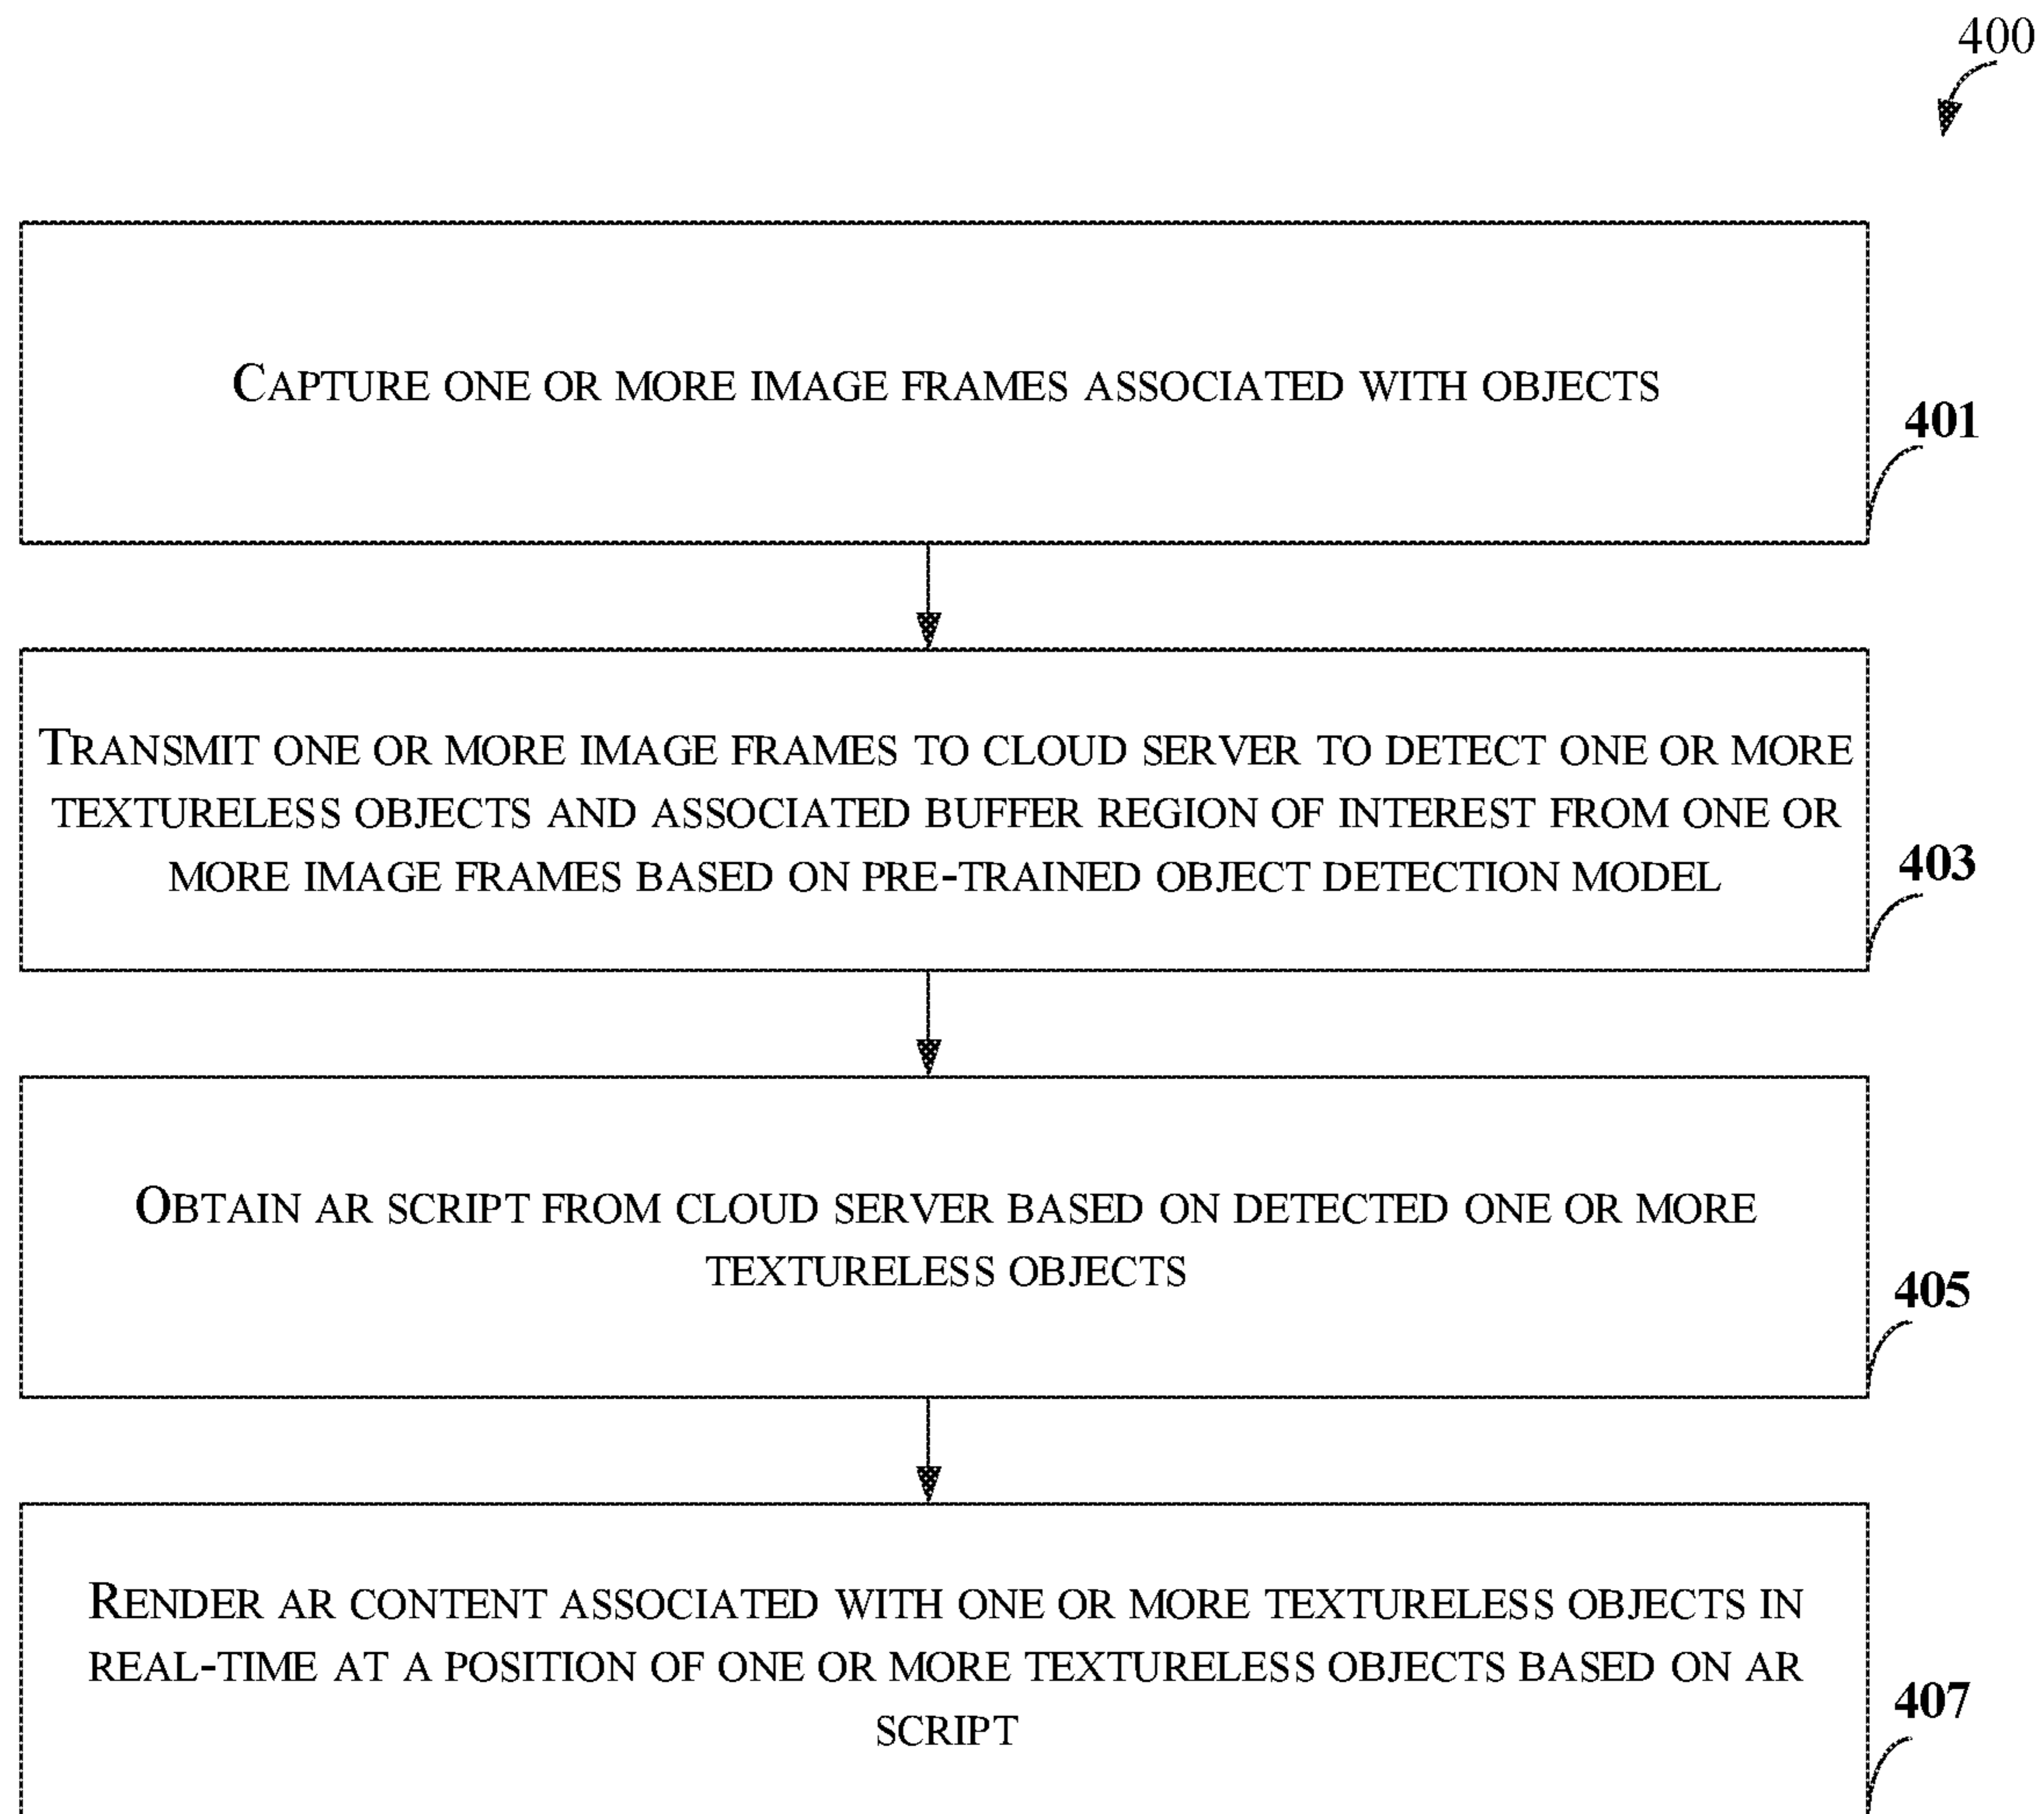 400
CAPTURE ONE OR MORE IMAGE FRAMES ASSOCIATED WITH OBJECTS
401
TRANSMIT ONE OR MORE IMAGE FRAMES TO CLOUD SERVER TO DETECT ONE OR MORE
TEXTURELESS OBJECTS AND ASSOCIATED BUFFER REGION OF INTEREST FROM ONE OR
MORE IMAGE FRAMES BASED ON PRE-TRAINED OBJECT DETECTION MODEL
403
OBTAIN AR SCRIPT FROM CLOUD SERVER BASED ON DETECTED ONE OR MORE
TEXTURELESS OBJECTS
405
RENDER AR CONTENT ASSOCIATED WITH ONE OR MORE TEXTURELESS OBJECTS IN
REAL-TIME AT A POSITION OF ONE OR MORE TEXTURELESS OBJECTS BASED ON AR
SCRIPT
407